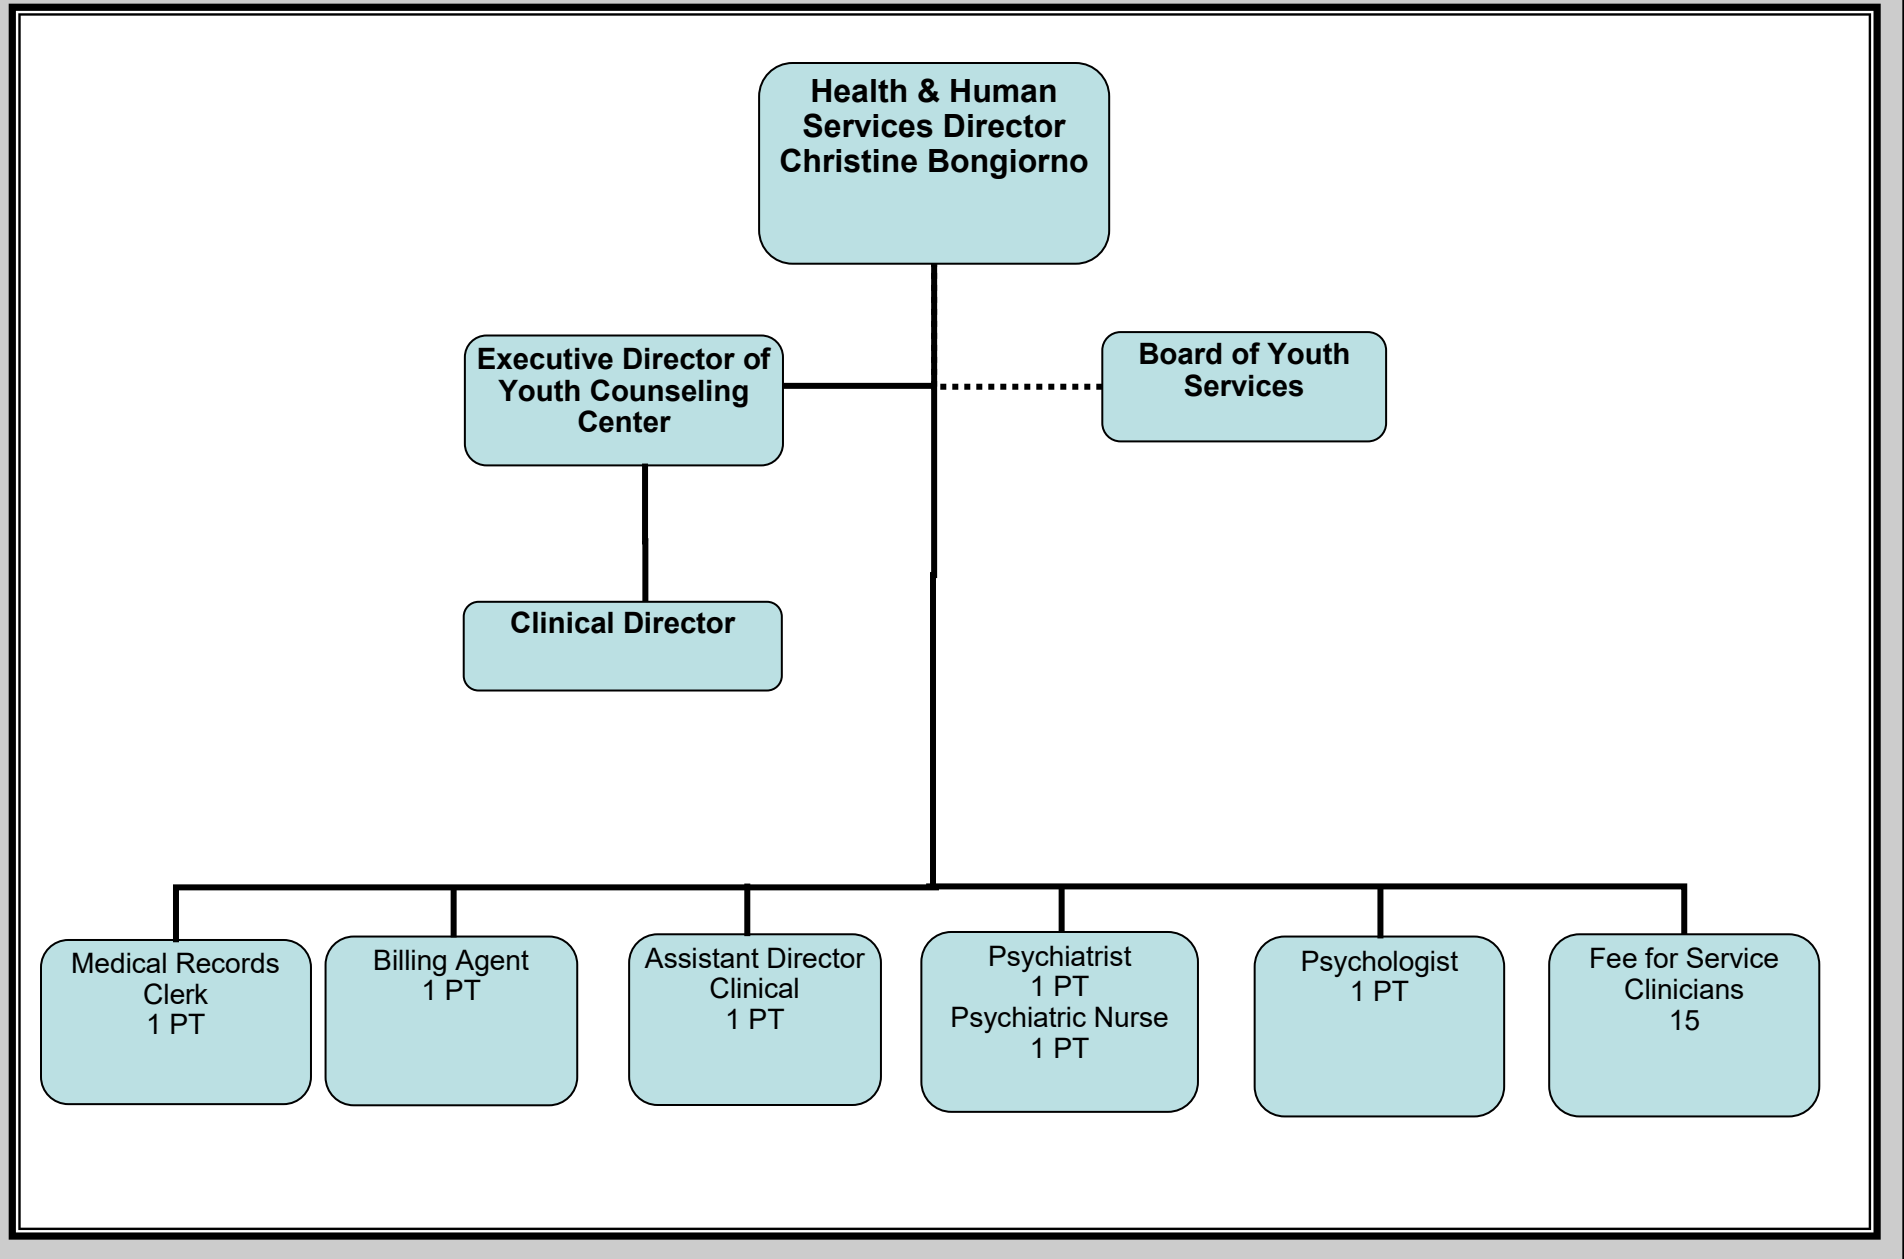 Health & Human
Services Director
Christine Bongiorno
Executive Director of
Youth Counseling
Center
Board of Youth
Services
Clinical Director
Medical Records
Clerk
1 PT
Billing Agent
1 PT
Assistant Director
Clinical
1 PT
Psychiatrist
1 PT
Psychiatric Nurse
1 PT
Psychologist
1 PT
Fee for Service
Clinicians
15